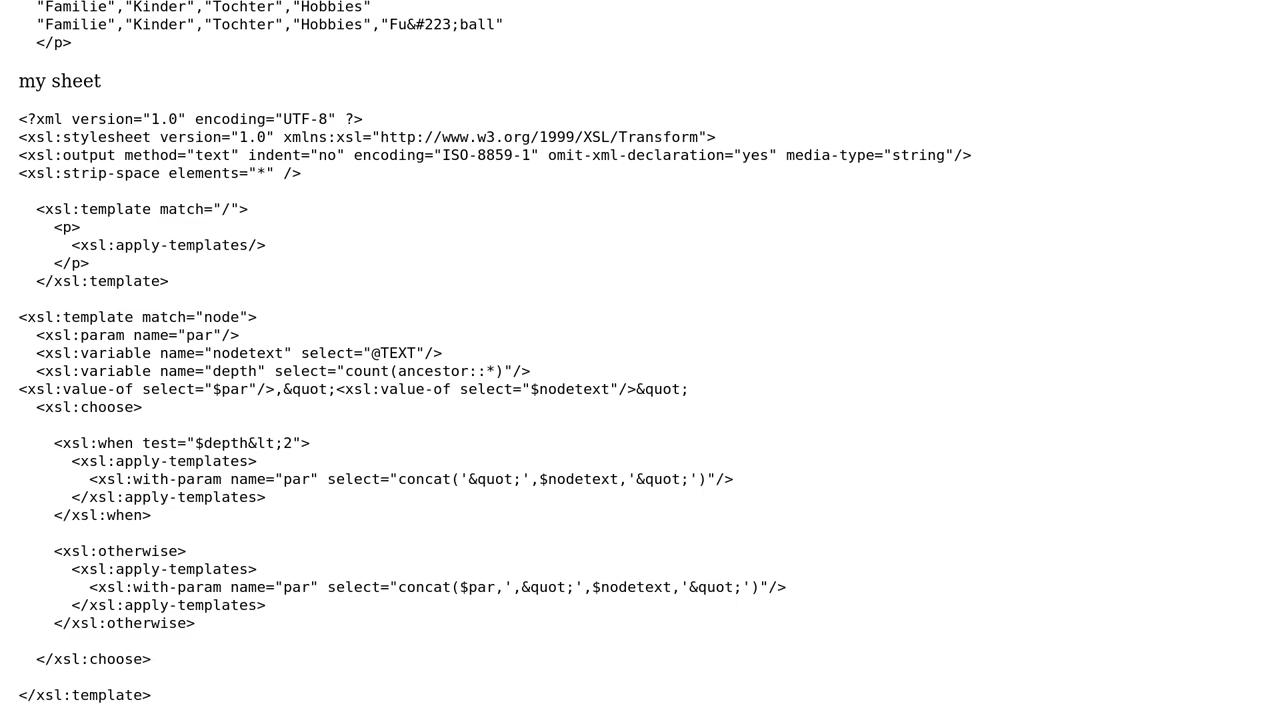 "Familie","Kinder","Tochter","Hobbies"
"Familie","Kinder","Tochter","Hobbies","Fu&#223;ball"
</p>
my sheet
<?xml version="1.0" encoding="UTF-8" ?>
<xsl:stylesheet version="1.0" xmlns:xsl="http://www.w3.org/1999/XSL/Transform">
<xsl:output method="text" indent="no" encoding="ISO-8859-1" omit-xml-declaration="yes" media-type="string"/>
<xsl:strip-space elements="*" />
<xsl:template match="/">
<p>
<xsl:apply-templates/>
</p>
</xsl:template>
<xsl:template match="node">
<xsl:param name="par"/>
<xsl:variable name="nodetext" select="@TEXT"/>
<xsl:variable name="depth" select="count(ancestor::*)"/>
<xsl:value-of select="$par"/>,&quot;<xsl:value-of select="$nodetext"/>&quot;
<xsl:choose>
<xsl:when test="$depth&lt;2">
<xsl:apply-templates>
<xsl:with-param name="par" select="concat('&quot;',$nodetext,'&quot;')"/>
</xsl:apply-templates>
</xsl:when>
<xsl:otherwise>
<xsl:apply-templates>
<xsl:with-param name="par" select="concat($par,',&quot;',$nodetext,'&quot;')"/>
</xsl:apply-templates>
</xsl:otherwise>
</xsl:choose>
</xsl:template>